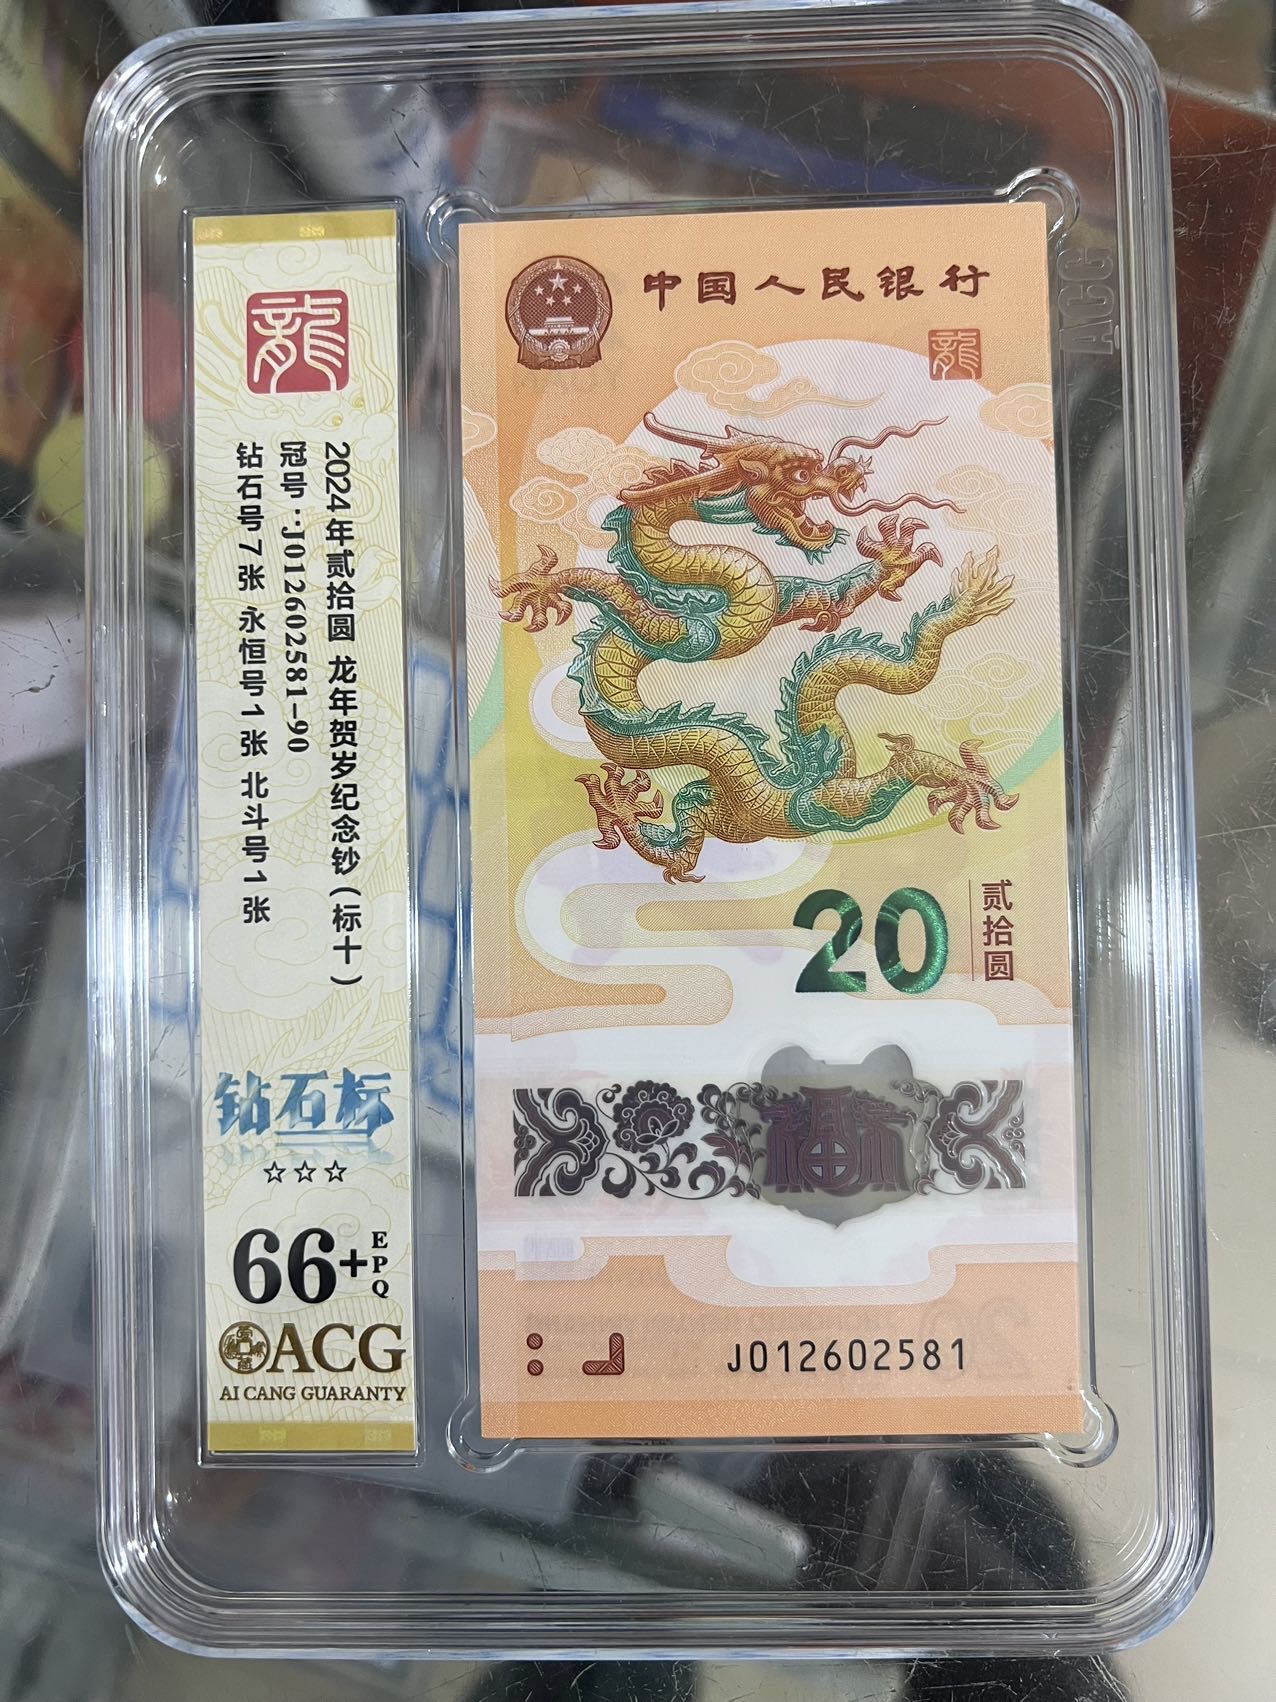 龍
2024年贰拾圆 龙年贺岁纪念钞(标十)
冠号:J012602581-90
钻石号7张 永恒号1张 北斗号1张
钻石标
☆☆☆
66+
EPQ
ACG
AI CANG GUARANTY
中国人民银行
龍
20
贰拾圆
福
J012602581
ACG